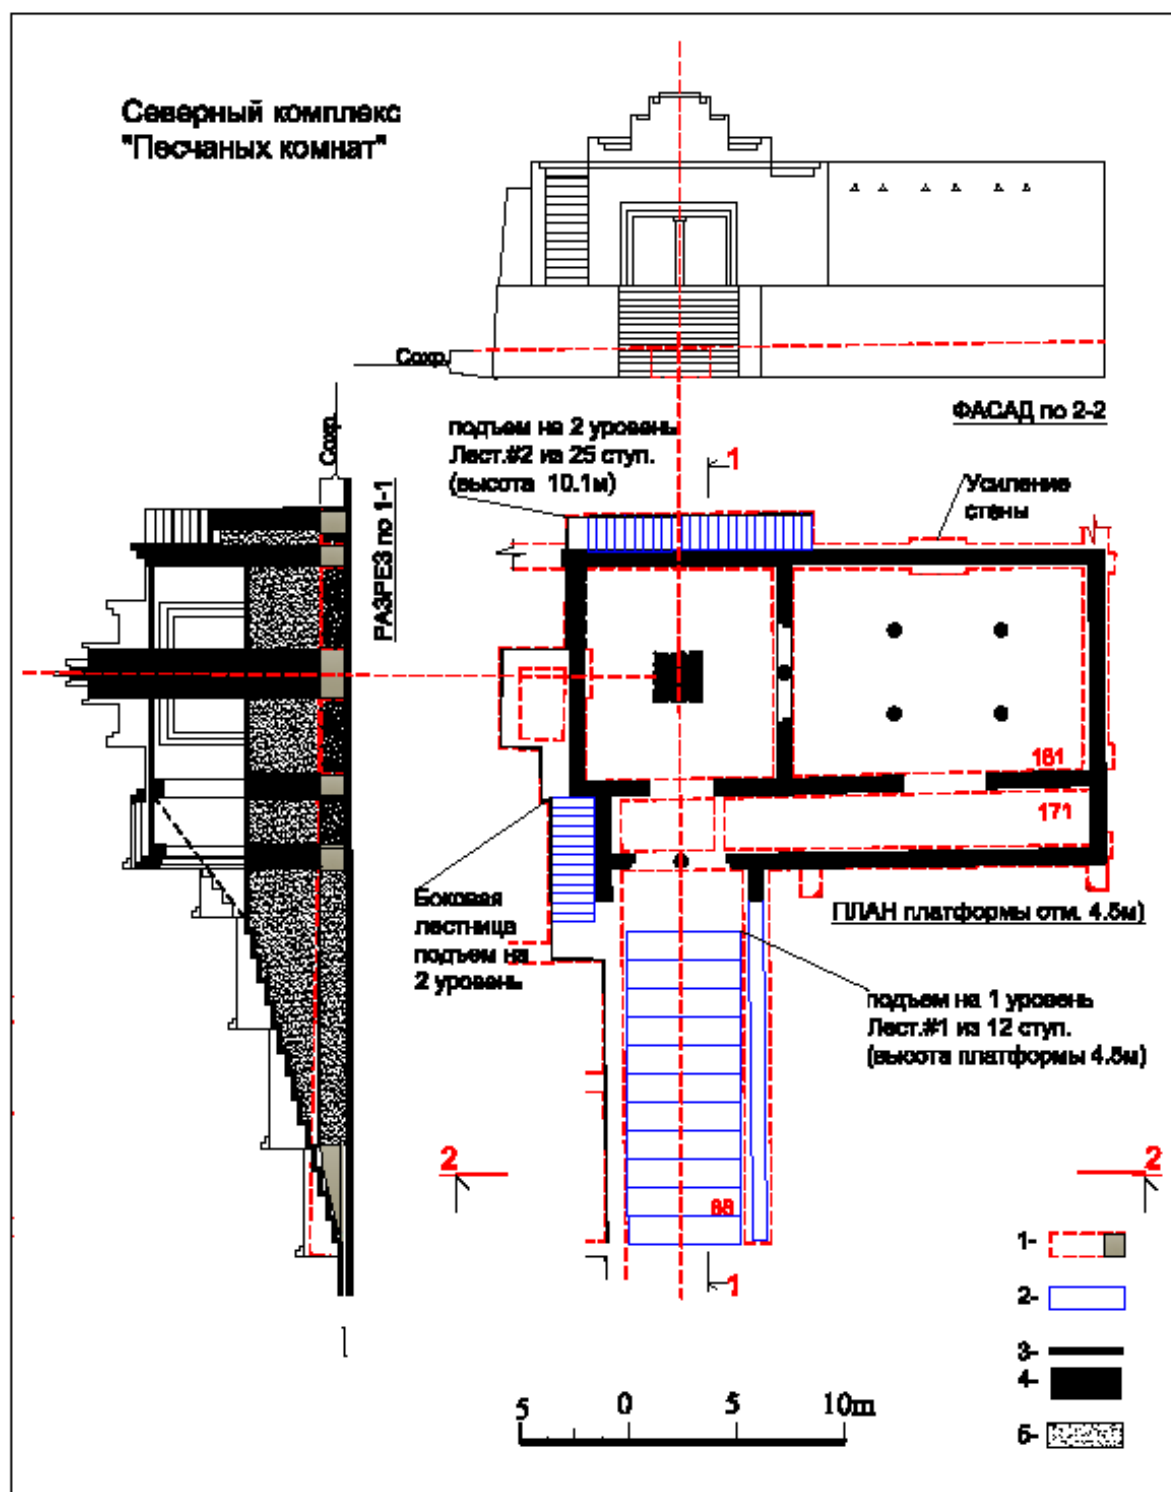 Северный комплекс
"Песчаных комнат"
Сохр.
ФАСАД по 2-2
Сохр.
РАЗРЕЗ по 1-1
подъем на 2 уровень
Лест.#2 из 25 ступ.
(высота 10.1м)
1
Усиление
стены
181
171
Боковая
лестница
подъем на
2 уровень
ПЛАН платформы отм. 4.5м)
подъем на 1 уровень
Лест.#1 из 12 ступ.
(высота платформы 4.5м)
2
2
88
1
1-
2-
3-
4-
5-
5 0 5 10m